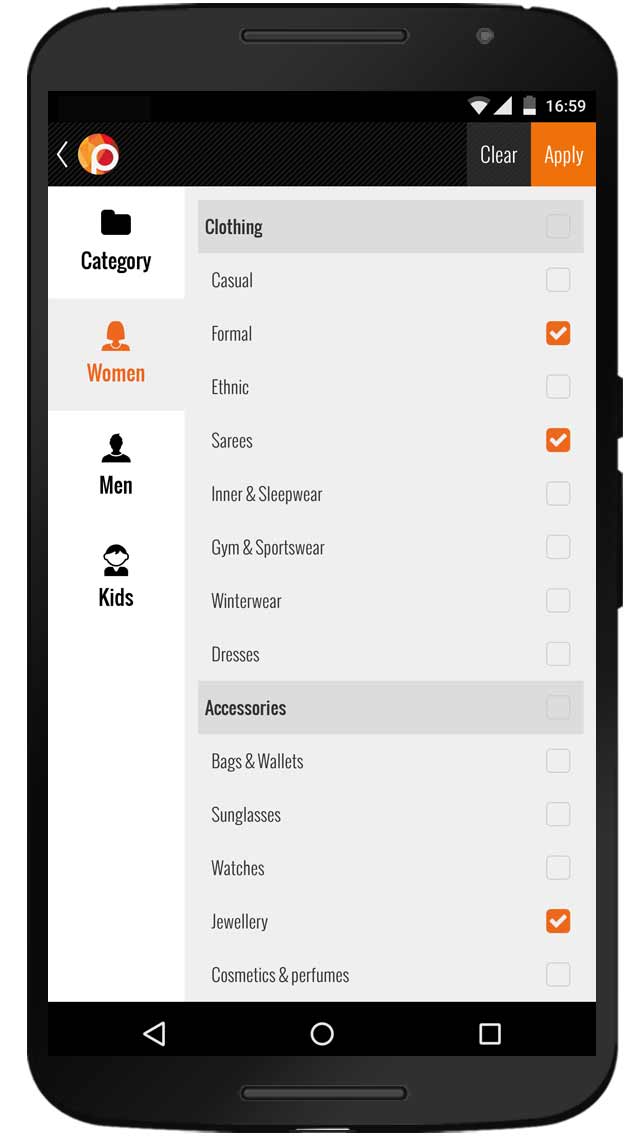 16:59
Clear Apply
Category
Women
Men
Kids
Clothing
Casual
Formal
Ethnic
Sarees
Inner & Sleepwear
Gym & Sportswear
Winterwear
Dresses
Accessories
Bags & Wallets
Sunglasses
Watches
Jewellery
Cosmetics & perfumes